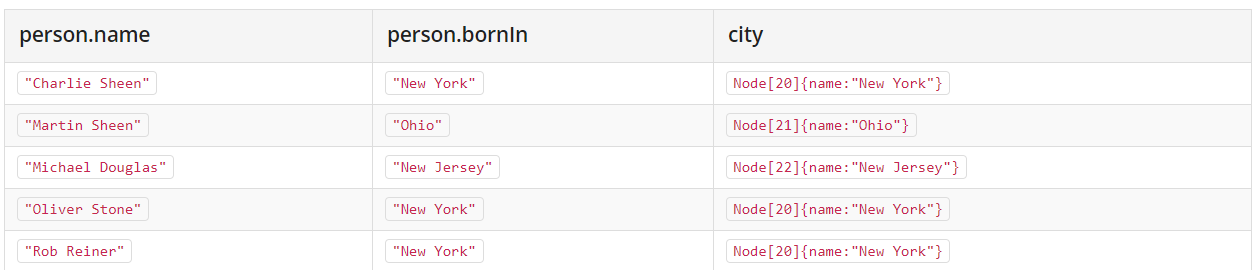 person.name person.bornIn city
"Charlie Sheen" "New York" Node[20]{name:"New York"}
"Martin Sheen" "Ohio" Node[21]{name:"Ohio"}
"Michael Douglas" "New Jersey" Node[22]{name:"New Jersey"}
"Oliver Stone" "New York" Node[20]{name:"New York"}
"Rob Reiner" "New York" Node[20]{name:"New York"}